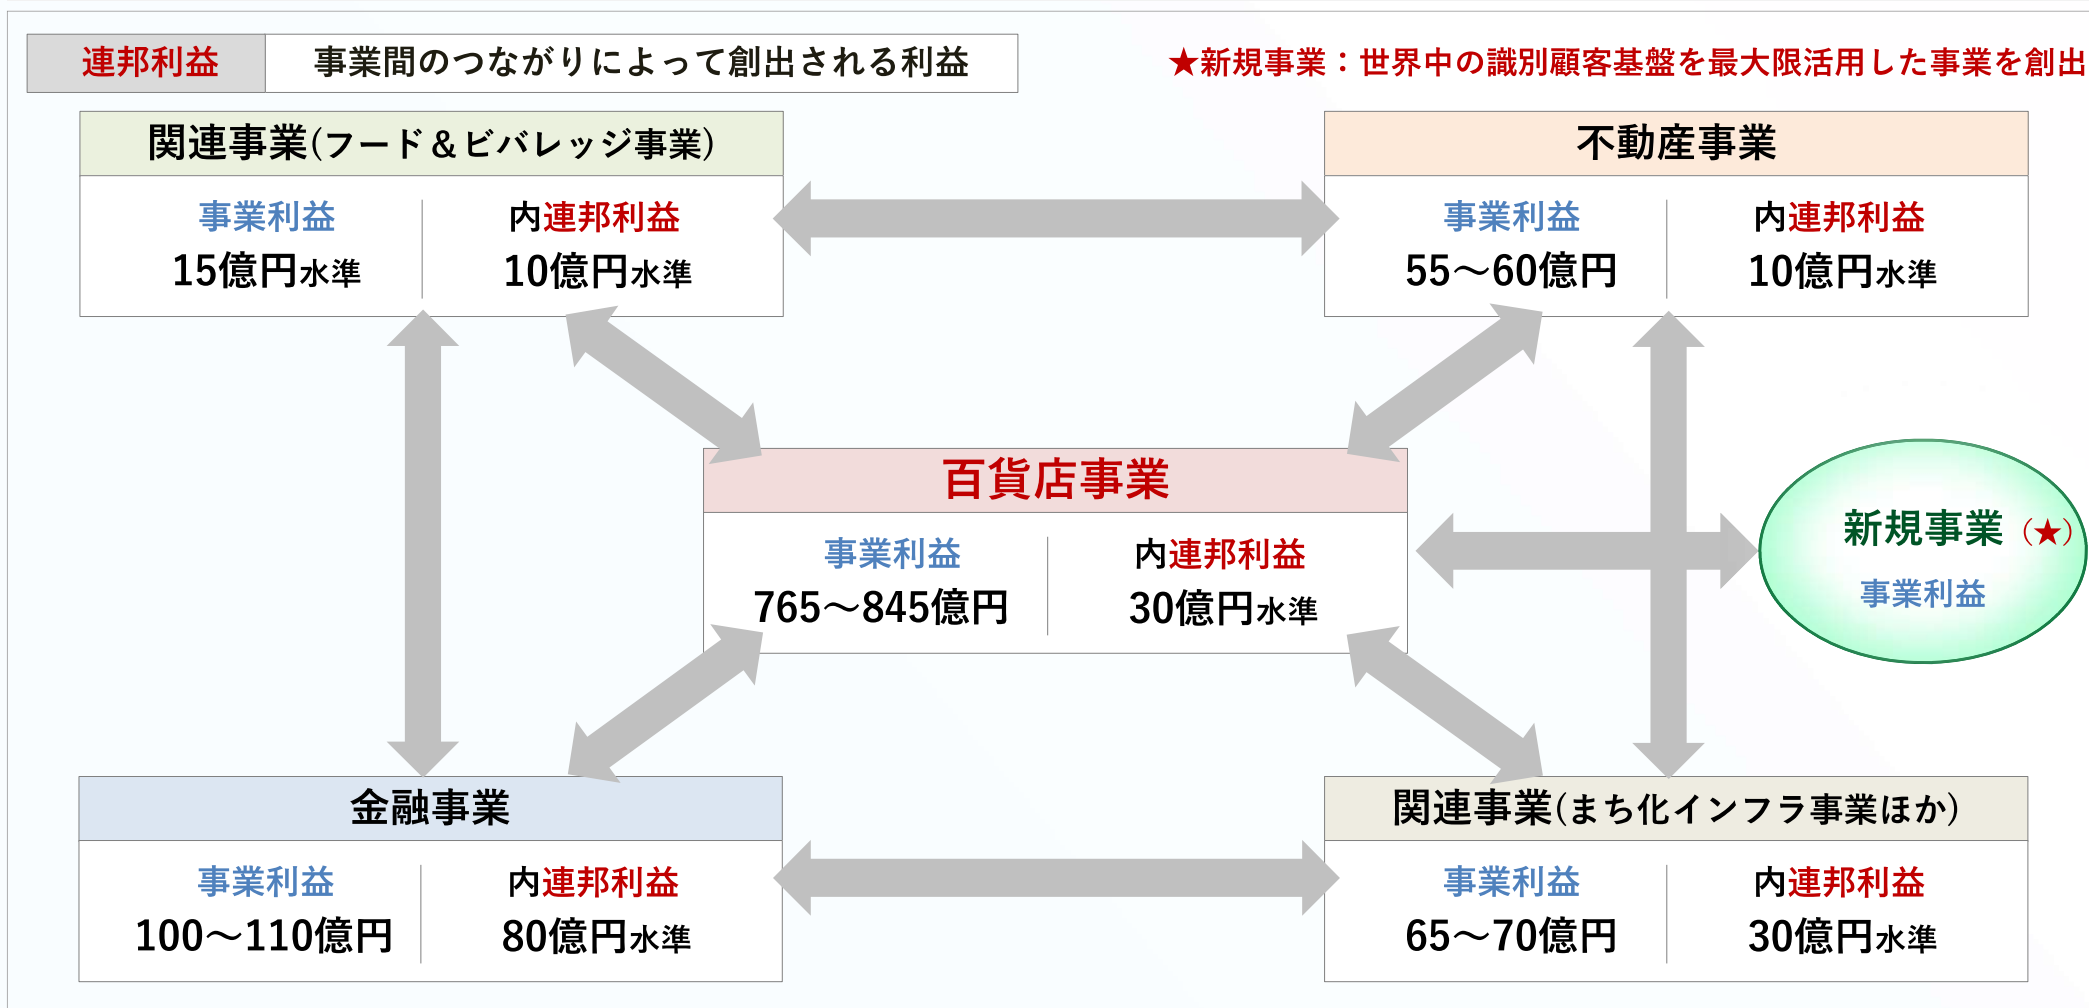 連邦利益 事業間のつながりによって創出される利益
★新規事業：世界中の識別顧客基盤を最大限活用した事業を創出
関連事業(フード＆ビバレッジ事業)
事業利益 内連邦利益
15億円水準 10億円水準
不動産事業
事業利益 内連邦利益
55～60億円 10億円水準
百貨店事業
事業利益 内連邦利益
765～845億円 30億円水準
新規事業（★）
事業利益
金融事業
事業利益 内連邦利益
100～110億円 80億円水準
関連事業(まち化インフラ事業ほか)
事業利益 内連邦利益
65～70億円 30億円水準